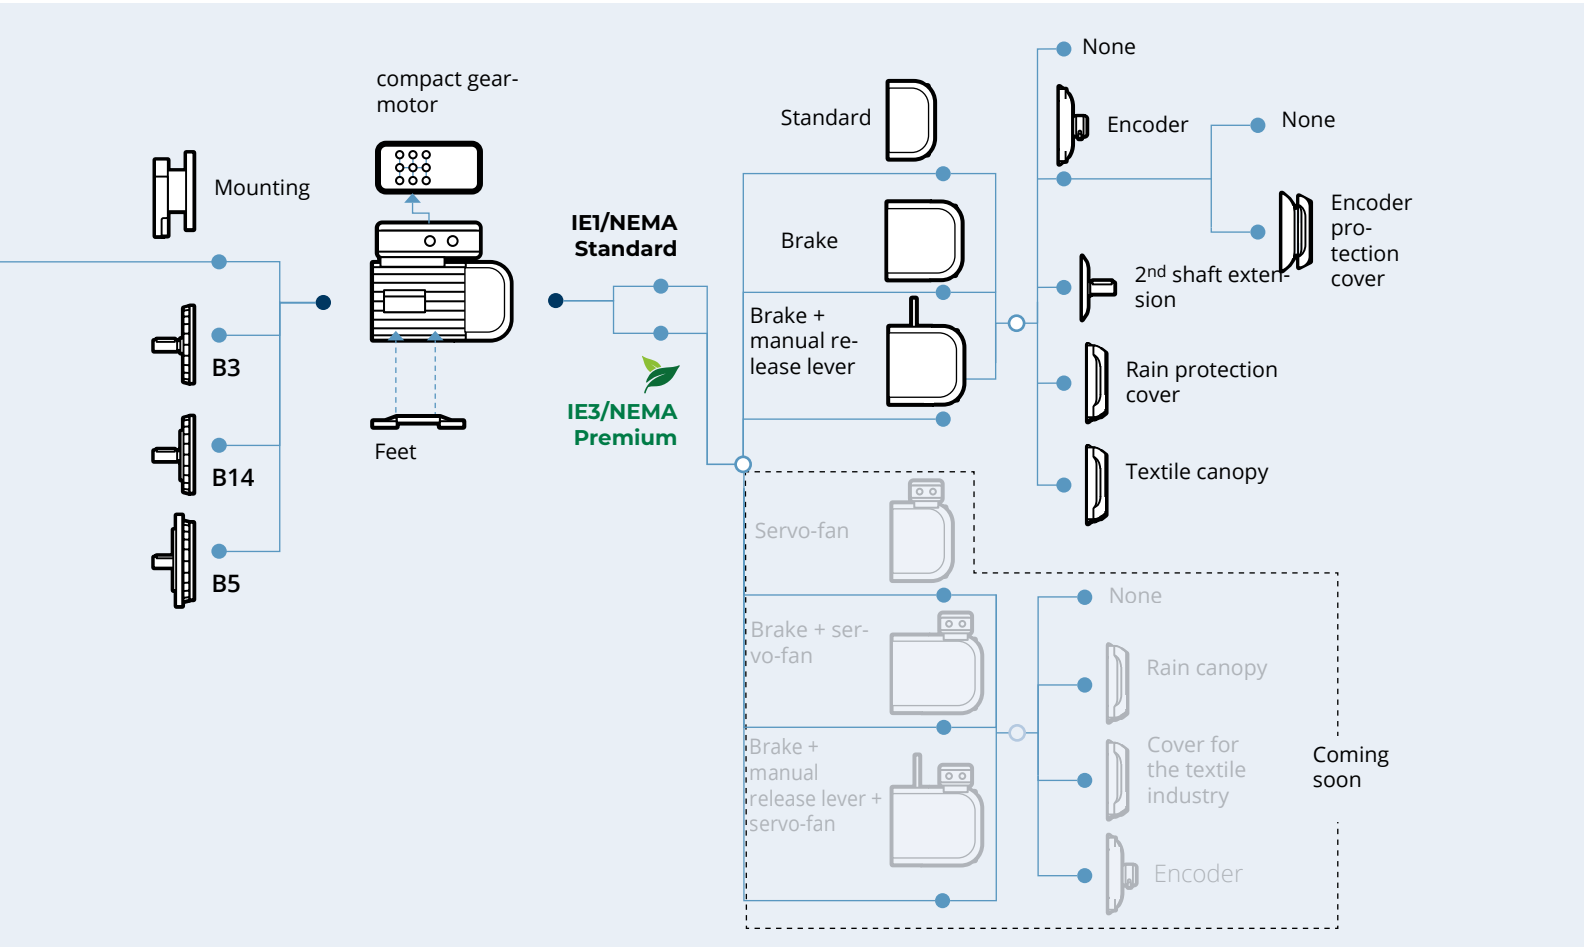 compact gear-
motor
Mounting
B3
B14
B5
Feet
IE1/NEMA
Standard
IE3/NEMA
Premium
Standard
Brake
Brake +
manual re-
lease lever
None
Encoder
None
Encoder
pro-
tection
cover
2nd shaft exten-
sion
Rain protection
cover
Textile canopy
Servo-fan
Brake + ser-
vo-fan
Brake +
manual
release lever +
servo-fan
None
Rain canopy
Cover for
the textile
industry
Encoder
Coming
soon